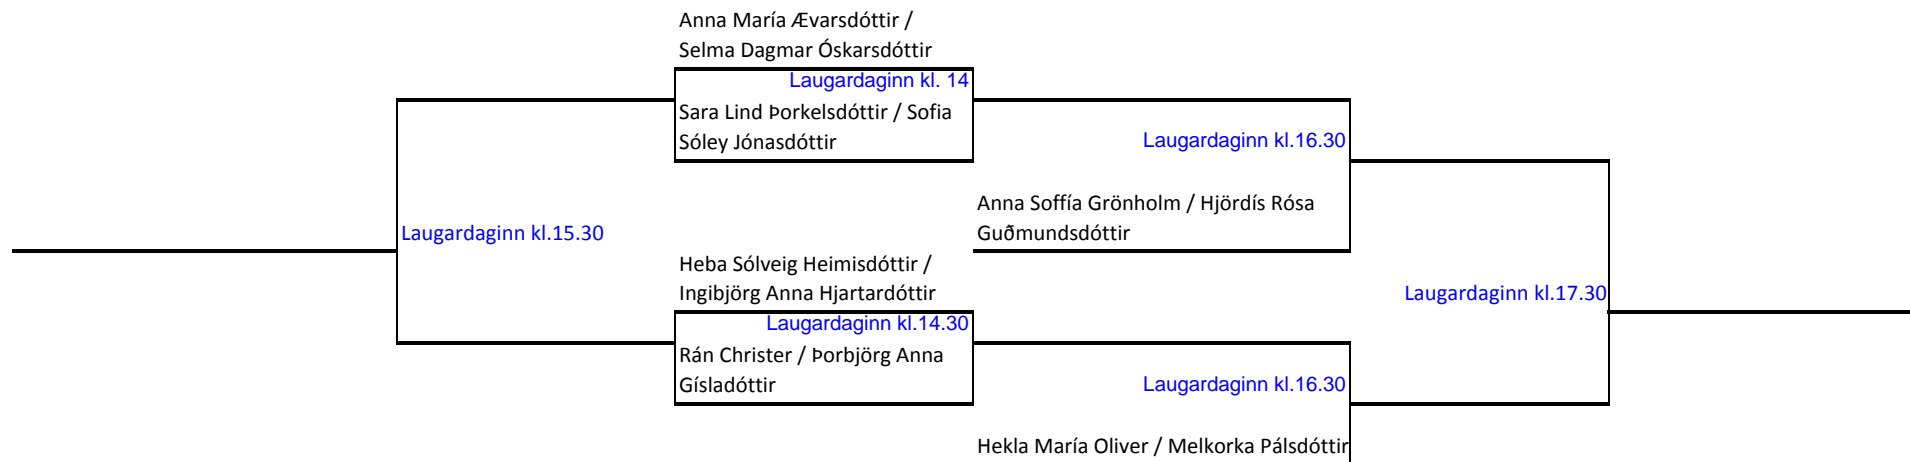 Anna María Ævarsdóttir /
Selma Dagmar Óskarsdóttir
Laugardaginn kl. 14
Sara Lind Þorkelsdóttir / Sofia
Sóley Jónasdóttir
Laugardaginn kl.16.30
Anna Soffía Grönholm / Hjördís Rósa
Guðmundsdóttir
Laugardaginn kl.15.30
Heba Sólveig Heimisdóttir /
Ingibjörg Anna Hjartardóttir
Laugardaginn kl.17.30
Laugardaginn kl.14.30
Rán Christer / Þorbjörg Anna
Gísladóttir
Laugardaginn kl.16.30
Hekla María Oliver / Melkorka Pálsdóttir